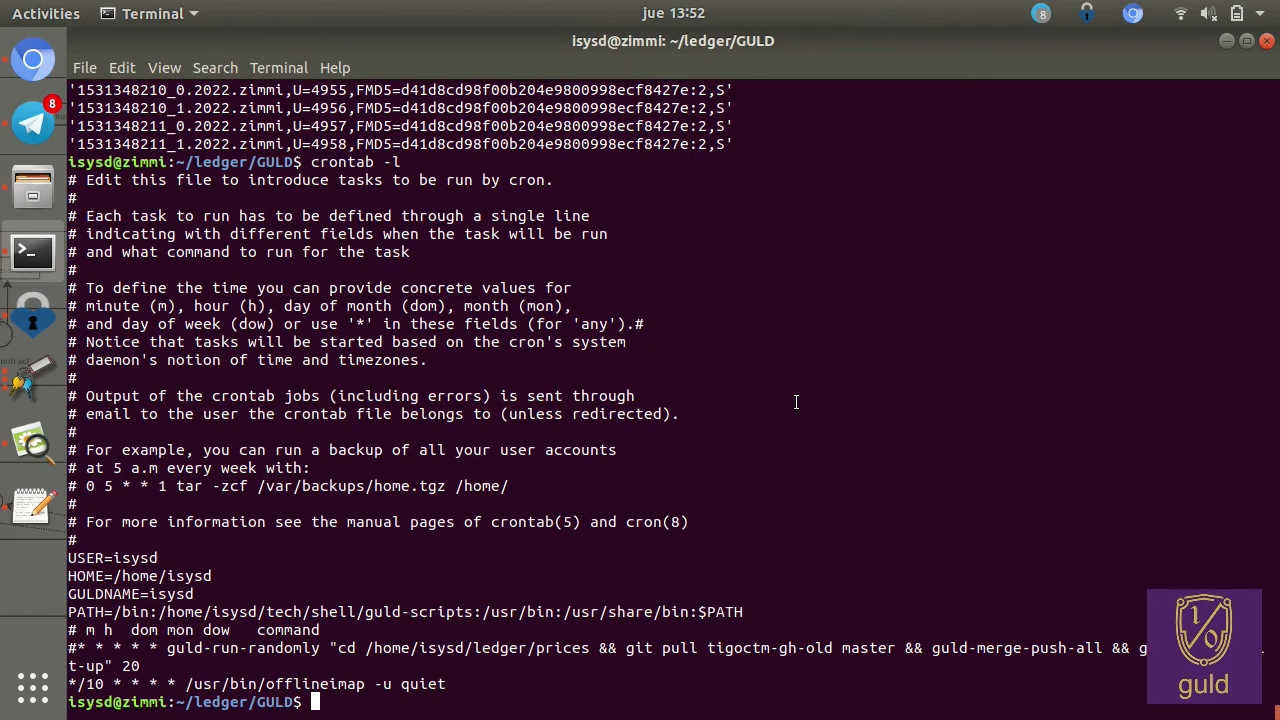 Activities
Terminal
jue 13:52
8
isysd@zimmi: ~/ledger/GULD
File Edit View Search Terminal Help
8
'1531348210_0.2022.zimmi,U=4955,FMD5=d41d8cd98f00b204e9800998ecf8427e:2,S'
'1531348210_1.2022.zimmi,U=4956,FMD5=d41d8cd98f00b204e9800998ecf8427e:2,S'
'1531348211_0.2022.zimmi,U=4957,FMD5=d41d8cd98f00b204e9800998ecf8427e:2,S'
'1531348211_1.2022.zimmi,U=4958,FMD5=d41d8cd98f00b204e9800998ecf8427e:2,S'
isysd@zimmi:~/ledger/GULD$ crontab -l
# Edit this file to introduce tasks to be run by cron.
#
# Each task to run has to be defined through a single line
# indicating with different fields when the task will be run
# and what command to run for the task
#
# To define the time you can provide concrete values for
# minute (m), hour (h), day of month (dom), month (mon),
# and day of week (dow) or use '*' in these fields (for 'any').#
# Notice that tasks will be started based on the cron's system
# daemon's notion of time and timezones.
#
# Output of the crontab jobs (including errors) is sent through
# email to the user the crontab file belongs to (unless redirected).
#
# For example, you can run a backup of all your user accounts
# at 5 a.m every week with:
# 0 5 * * 1 tar -zcf /var/backups/home.tgz /home/
#
# For more information see the manual pages of crontab(5) and cron(8)
#
USER=isysd
HOME=/home/isysd
GULDNAME=isysd
PATH=/bin:/home/isysd/tech/shell/guld-scripts:/usr/bin:/usr/share/bin:$PATH
# m h  dom mon dow   command
#* * * * * guld-run-randomly "cd /home/isysd/ledger/prices && git pull tigoctm-gh-old master && guld-merge-push-all && g
t-up" 20
*/10 * * * * /usr/bin/offlineimap -u quiet
isysd@zimmi:~/ledger/GULD$
guld